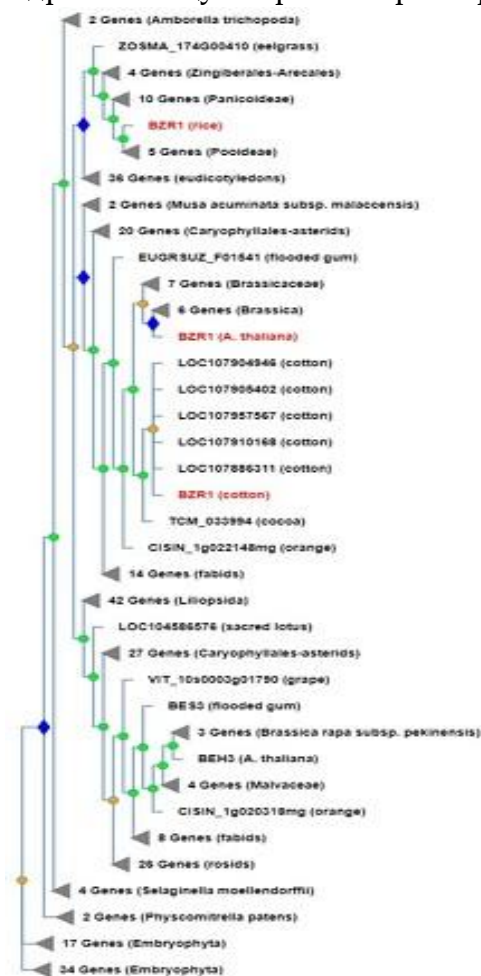 2 Genes (Amborella trichopoda)
ZOSMA_174G00410 (eelgrass)
4 Genes (Zingiberales-Arecales)
10 Genes (Panicoideae)
BZR1 (rice)
5 Genes (Pooideae)
36 Genes (eudicotyledons)
2 Genes (Musa acuminata subsp. malaccensis)
20 Genes (Caryophyllales-asterids)
EUGRSUZ_F01541 (flooded gum)
7 Genes (Brassicaceae)
6 Genes (Brassica)
BZR1 (A. thaliana)
LOC107904946 (cotton)
LOC107905402 (cotton)
LOC107957567 (cotton)
LOC107910168 (cotton)
LOC107886311 (cotton)
BZR1 (cotton)
TCM_033994 (cocoa)
CISIN_1g022148mg (orange)
14 Genes (fabids)
42 Genes (Liliopsida)
LOC104586576 (sacred lotus)
27 Genes (Caryophyllales-asterids)
VIT_10s0003g01790 (grape)
BES3 (flooded gum)
3 Genes (Brassica rapa subsp. pekinensis)
BEH3 (A. thaliana)
4 Genes (Malvaceae)
CISIN_1g020318mg (orange)
8 Genes (fabids)
26 Genes (rosids)
4 Genes (Selaginella moellendorffii)
2 Genes (Physcomitrella patens)
17 Genes (Embryophyta)
34 Genes (Embryophyta)